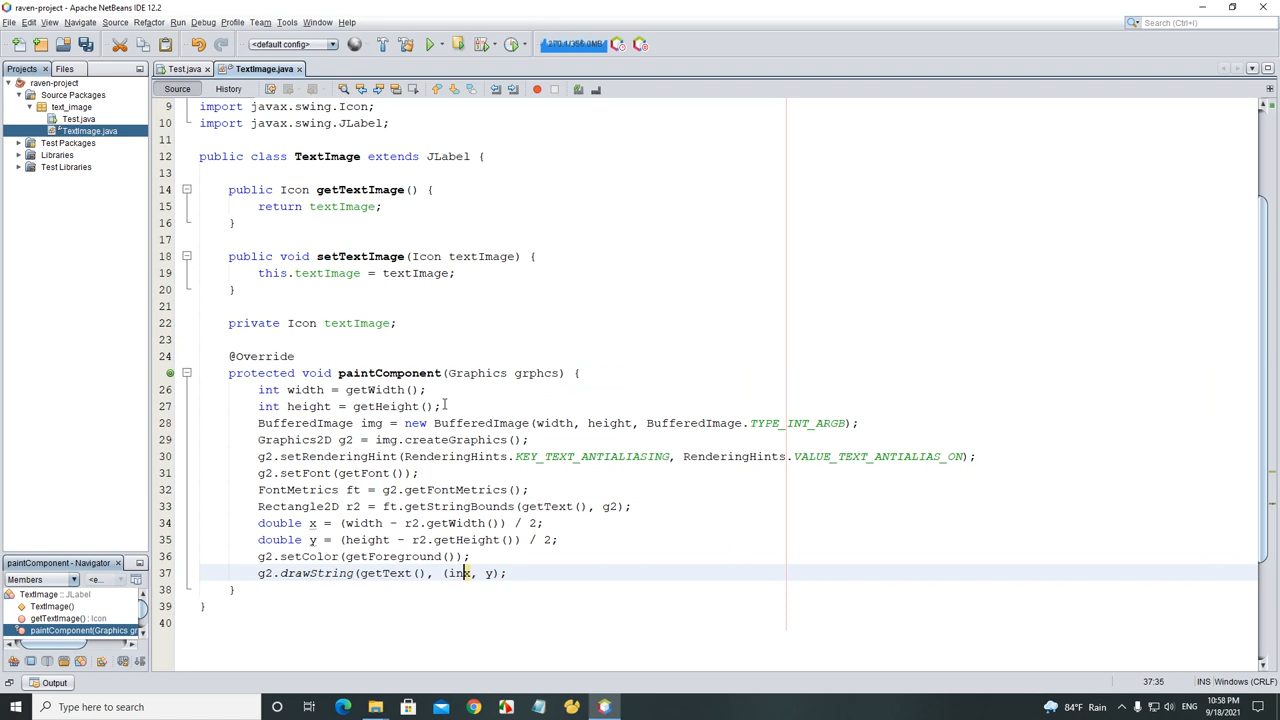 raven-project - Apache NetBeans IDE 12.2
File Edit View Navigate Source Refactor Run Debug Profile Team Tools Window Help
Search (Ctrl+I)
<default config>
Projects Files
Test.java TextImage.java
Source History
raven-project
Source Packages
text_image
Test.java
TextImage.java
Test Packages
Libraries
Test Libraries
9 import javax.swing.Icon;
10 import javax.swing.JLabel;
11
12 public class TextImage extends JLabel {
13
14 public Icon getTextImage() {
15 return textImage;
16 }
17
18 public void setTextImage(Icon textImage) {
19 this.textImage = textImage;
20 }
21
22 private Icon textImage;
23
24 @Override
protected void paintComponent(Graphics grphcs) {
26 int width = getWidth();
27 int height = getHeight();
28 BufferedImage img = new BufferedImage(width, height, BufferedImage.TYPE_INT_ARGB);
29 Graphics2D g2 = img.createGraphics();
30 g2.setRenderingHint(RenderingHints.KEY_TEXT_ANTIALIASING, RenderingHints.VALUE_TEXT_ANTIALIAS_ON);
31 g2.setFont(getFont());
32 FontMetrics ft = g2.getFontMetrics();
33 Rectangle2D r2 = ft.getStringBounds(getText(), g2);
34 double x = (width - r2.getWidth()) / 2;
35 double y = (height - r2.getHeight()) / 2;
36 g2.setColor(getForeground());
37 g2.drawString(getText(), (inx, y);
38 }
39 }
40
paintComponent - Navigator
Members <e...
TextImage :: JLabel
TextImage()
getTextImage() : Icon
paintComponent(Graphics gr
Output
37:35 INS Windows (CRLF)
Type here to search
84°F Rain
10:58 PM
9/18/2021